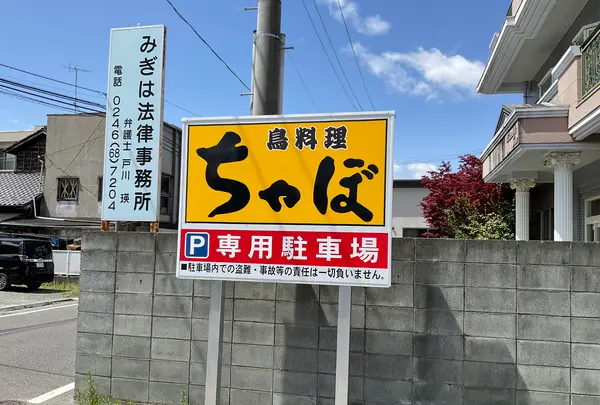 みぎは法律事務所
弁護士 戸川 瑛
電話 0246(68)7204
鳥料理
ちゃぼ
P 専用駐車場
■駐車場内での盗難・事故等の責任は一切負いません。